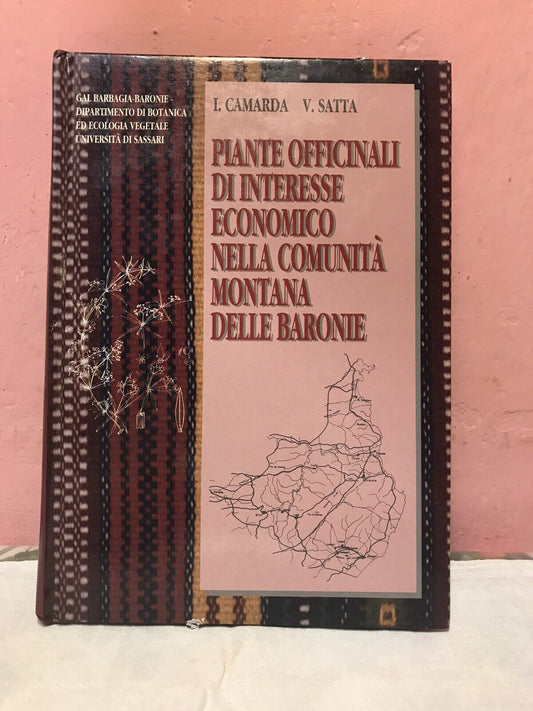 GAL BARBAGIA-BARONIE -
DIPARTIMENTO DI BOTANICA
ED ECOLOGIA VEGETALE
UNIVERSITÀ DI SASSARI
I. CAMARDA V. SATTA
PIANTE OFFICINALI
DI INTERESSE
ECONOMICO
NELLA COMUNITÀ
MONTANA
DELLE BARONIE